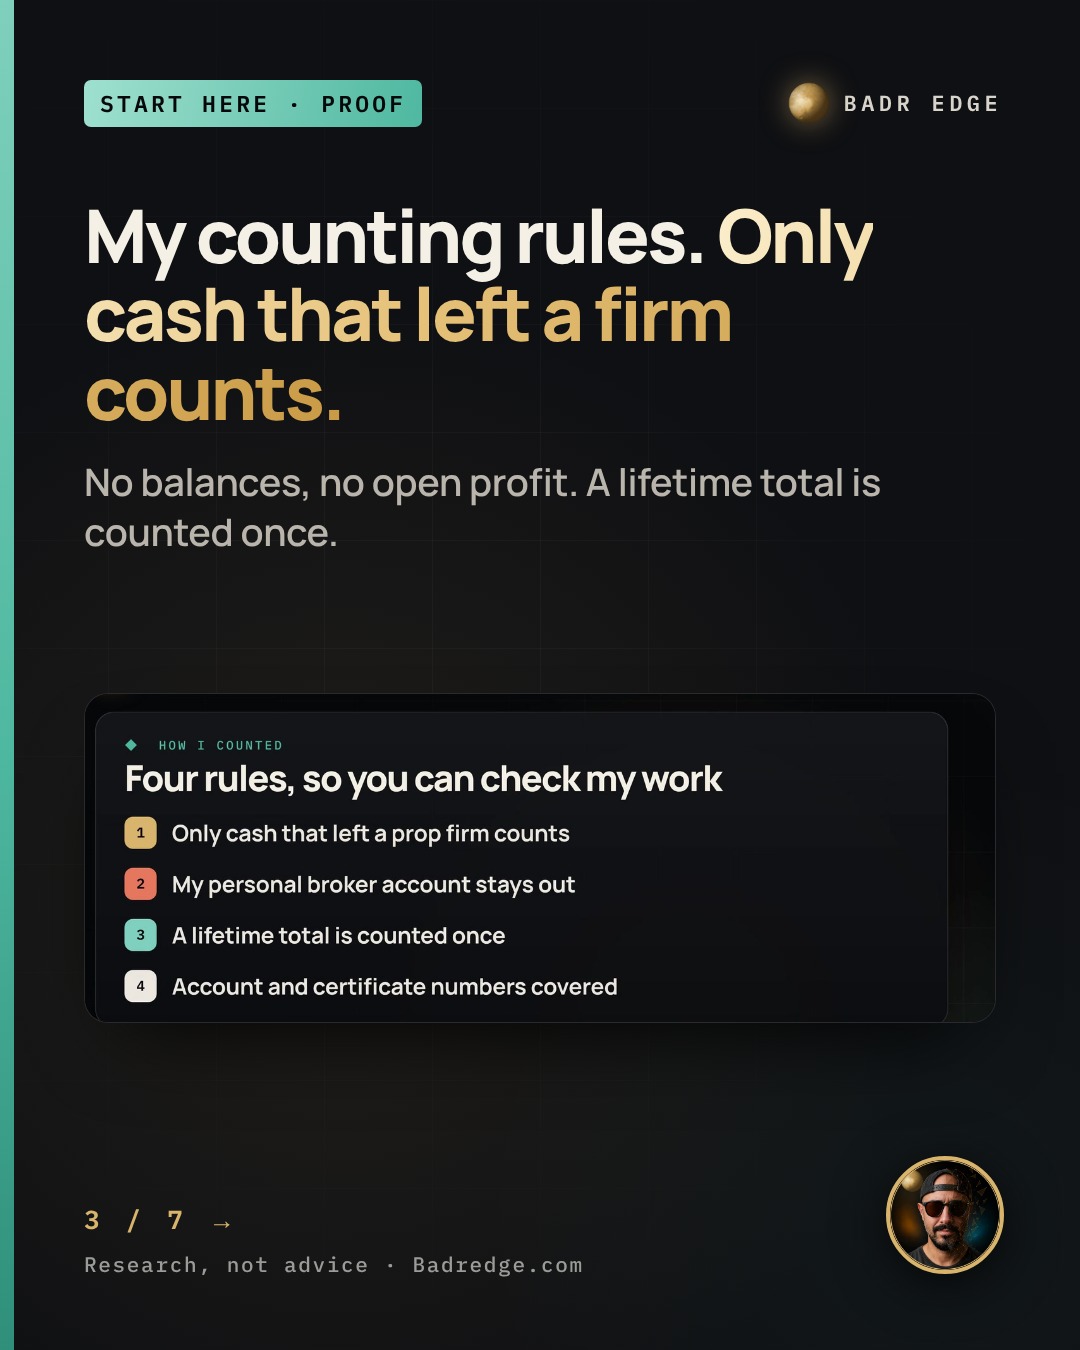 START HERE · PROOF
BADR EDGE
My counting rules. Only
cash that left a firm
counts.
No balances, no open profit. A lifetime total is
counted once.
◆ HOW I COUNTED
Four rules, so you can check my work
1 Only cash that left a prop firm counts
2 My personal broker account stays out
3 A lifetime total is counted once
4 Account and certificate numbers covered
3 / 7 →
Research, not advice · Badredge.com